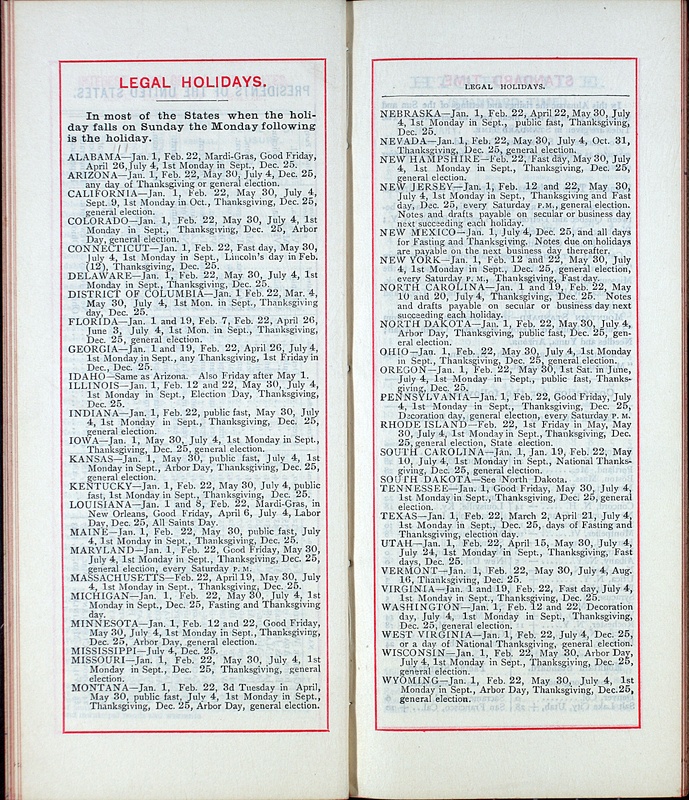 LEGAL HOLIDAYS.
In most of the States when the holi-
day falls on Sunday the Monday following
is the holiday.
ALABAMA—Jan. 1, Feb. 22, Mardi-Gras, Good Friday,
April 26, July 4, 1st Monday in Sept., Dec. 25.
ARIZONA—Jan. 1, Feb. 22, May 30, July 4, Dec. 25,
any day of Thanksgiving or general election.
CALIFORNIA—Jan. 1, Feb. 22, May 30, July 4,
Sept. 9, 1st Monday in Oct., Thanksgiving, Dec. 25,
general election.
COLORADO—Jan. 1, Feb. 22, May 30, July 4, 1st
Monday in Sept., Thanksgiving, Dec. 25, Arbor
Day, general election.
CONNECTICUT—Jan. 1, Feb. 22, Fast day, May 30,
July 4, 1st Monday in Sept., Lincoln's day in Feb.
(12), Thanksgiving, Dec. 25.
DELAWARE—Jan. 1, Feb. 22, May 30, July 4, 1st
Monday in Sept., Thanksgiving, Dec. 25.
DISTRICT OF COLUMBIA—Jan. 1 Feb. 22, Mar. 4,
May 30, July 4, 1st Mon. in Sept., Thanksgiving
day, Dec. 25.
FLORIDA—Jan. 1 and 19, Feb. 7, Feb. 22, April 26,
June 3, July 4, 1st Mon. in Sept., Thanksgiving,
Dec. 25, general election.
GEORGIA—Jan. 1 and 19, Feb. 22, April 26, July 4,
1st Monday in Sept., any Thanksgiving, 1st Friday in
Dec., Dec. 25.
IDAHO—Same as Arizona. Also Friday after May 1.
ILLINOIS—Jan. 1, Feb. 12 and 22, May 30, July 4,
1st Monday in Sept., Election Day, Thanksgiving,
Dec. 25.
INDIANA—Jan. 1, Feb. 22, public fast, May 30, July
4, 1st Monday in Sept., Thanksgiving, Dec. 25,
general election.
IOWA—Jan. 1, May 30, July 4, 1st Monday in Sept.,
Thanksgiving, Dec. 25, general election.
KANSAS—Jan. 1, May 30, public fast, July 4, 1st
Monday in Sept., Arbor Day, Thanksgiving, Dec. 25,
general election.
KENTUCKY—Jan. 1, Feb. 22, May 30, July 4, public
fast, 1st Monday in Sept., Thanksgiving, Dec. 25.
LOUISIANA—Jan. 1 and 8, Feb. 22, Mardi-Gras, in
New Orleans, Good Friday, April 6, July 4, Labor
Day, Dec. 25, All Saints Day.
MAINE—Jan. 1, Feb. 22, May 30, public fast, July
4, 1st Monday in Sept., Thanksgiving, Dec. 25.
MARYLAND—Jan. 1, Feb. 22, Good Friday, May 30,
July 4, 1st Monday in Sept., Thanksgiving, Dec. 25,
general election, every Saturday P. M.
MASSACHUSETTS—Feb. 22, April 19, May 30, July
4, 1st Monday in Sept., Thanksgiving, Dec. 25.
MICHIGAN—Jan. 1, Feb. 22, May 30, July 4, 1st
Monday in Sept., Dec. 25, Fasting and Thanksgiving
day.
MINNESOTA—Jan. 1, Feb. 12 and 22, Good Friday,
May 30, July 4, 1st Monday in Sept., Thanksgiving,
Dec. 25, Arbor Day, general election.
MISSISSIPPI—July 4, Dec. 25.
MISSOURI—Jan. 1, Feb. 22, May 30, July 4, 1st
Monday in Sept., Dec. 25, Thanksgiving, general
election.
MONTANA—Jan. 1, Feb. 22, 3d Tuesday in April,
May 30, public fast, July 4, 1st Monday in Sept.,
Thanksgiving, Dec. 25, Arbor Day, general election.
LEGAL HOLIDAYS.
NEBRASKA—Jan. 1, Feb. 22, April 22, May 30, July
4, 1st Monday in Sept., public fast, Thanksgiving,
Dec. 25.
NEVADA—Jan. 1, Feb. 22, May 30, July 4, Oct. 31,
Thanksgiving, Dec. 25, general election.
NEW HAMPSHIRE—Feb. 22, Fast day, May 30, July
4, 1st Monday in Sept., Thanksgiving, Dec. 25,
general election.
NEW JERSEY—Jan. 1, Feb. 12 and 22, May 30,
July 4, 1st Monday in Sept., Thanksgiving and Fast
day, Dec. 25, every Saturday P.M., general election.
Notes and drafts payable on secular or business day
next succeeding each holiday.
NEW MEXICO—Jan. 1, July 4, Dec. 25, and all days
for Fasting and Thanksgiving. Notes due on holidays
are payable on the next business day thereafter.
NEW YORK—Jan. 1, Feb. 12 and 22, May 30, July
4, 1st Monday in Sept., Dec. 25, general election,
every Saturday P. M., Thanksgiving, Fast day.
NORTH CAROLINA—Jan. 1 and 19, Feb. 22, May
10 and 20, July 4, Thanksgiving, Dec. 25. Notes
and drafts payable on secular or business day next
succeeding each holiday.
NORTH DAKOTA—Jan. 1, Feb. 22, May 30, July 4,
Arbor Day, Thanksgiving, public fast, Dec. 25, gen-
eral election.
OHIO—Jan. 1, Feb. 22, May 30, July 4, 1st Monday
in Sept., Thanksgiving, Dec. 25, general election.
OREGON—Jan. 1, Feb. 22, May 30, 1st Sat. in June,
July 4, 1st Monday in Sept., public fast, Thanks-
giving, Dec. 25.
PENNSYLVANIA—Jan. 1, Feb. 22, Good Friday, July
4, 1st Monday in Sept., Thanksgiving, Dec. 25,
Decoration day, general election, every Saturday P. M.
RHODE ISLAND—Feb. 22, 1st Friday in May, May
30, July 4, 1st Monday in Sept., Thanksgiving, Dec.
25, general election, State election.
SOUTH CAROLINA—Jan. 1, Jan. 19, Feb. 22, May
10, July 4, 1st Monday in Sept., National Thanks-
giving, Dec. 25, general election.
SOUTH DAKOTA—See North Dakota.
TENNESSEE—Jan. 1, Good Friday, May 30, July 4,
1st Monday in Sept., Thanksgiving, Dec. 25, general
election.
TEXAS—Jan. 1, Feb. 22, March 2, April 21, July 4,
1st Monday in Sept., Dec. 25, days of Fasting and
Thanksgiving, election day.
UTAH—Jan. 1, Feb. 22, April 15, May 30, July 4,
July 24, 1st Monday in Sept., Thanksgiving, Fast
days, Dec. 25.
VERMONT—Jan. 1, Feb. 22, May 30, July 4, Aug.
16, Thanksgiving, Dec. 25.
VIRGINIA—Jan. 1 and 19, Feb. 22, Fast day, July 4,
1st Monday in Sept., Thanksgiving, Dec. 25.
WASHINGTON—Jan. 1, Feb. 12 and 22, Decoration
day, July 4, 1st Monday in Sept., Thanksgiving,
Dec. 25, general election.
WEST VIRGINIA—Jan. 1, Feb. 22, July 4, Dec. 25,
or a day of National Thanksgiving, general election.
WISCONSIN—Jan. 1, Feb. 22, May 30, Arbor Day,
July 4, 1st Monday in Sept., Thanksgiving, Dec. 25,
general election.
WYOMING—Jan. 1, Feb. 22, May 30, July 4, 1st
Monday in Sept., Arbor Day, Thanksgiving, Dec. 25,
general election.